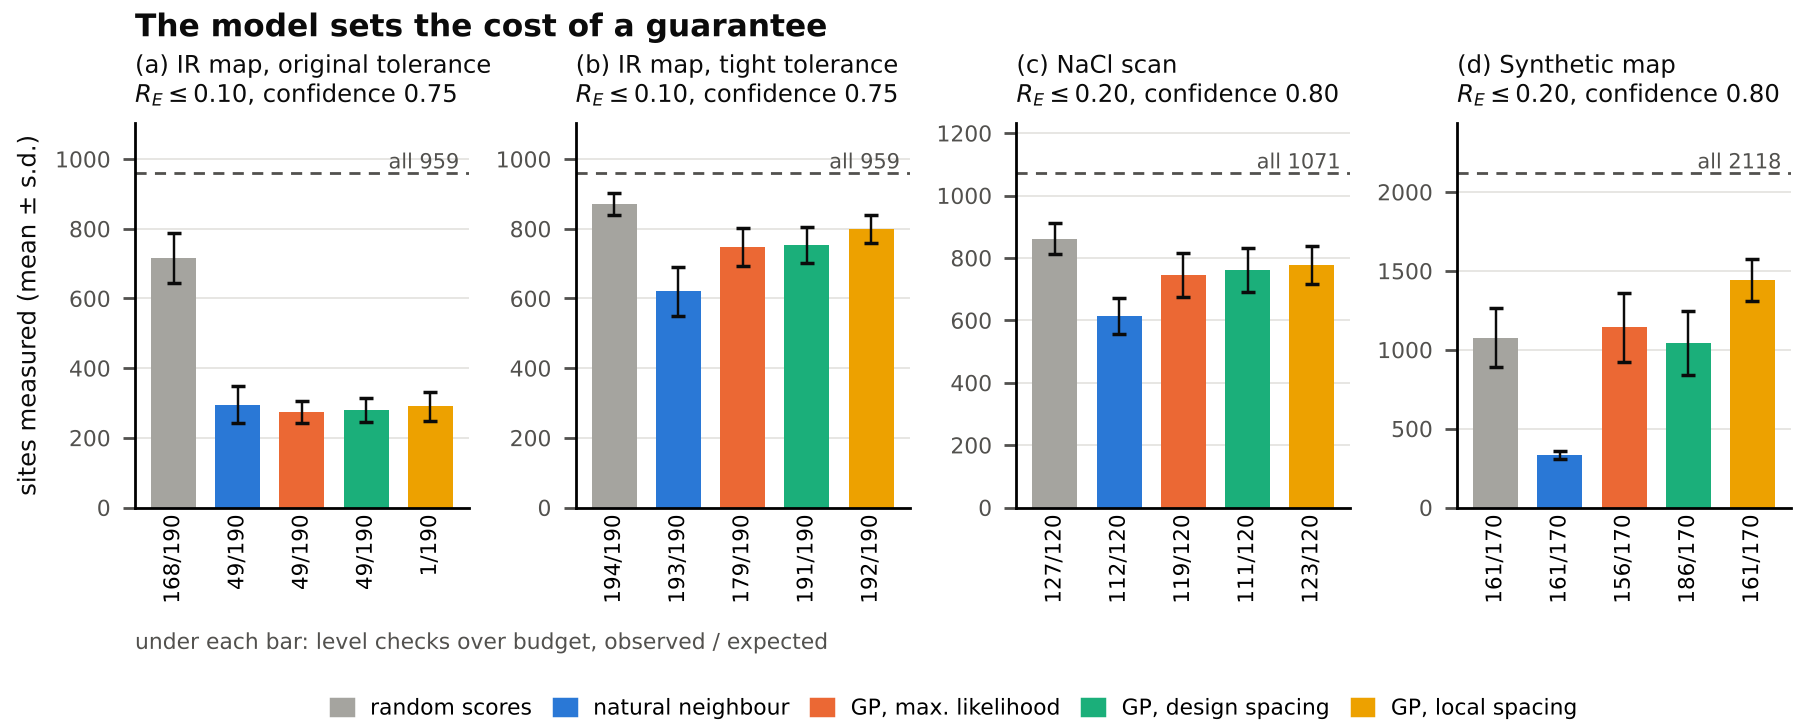 The model sets the cost of a guarantee
(a) IR map, original tolerance
R_E ≤ 0.10, confidence 0.75
(b) IR map, tight tolerance
R_E ≤ 0.10, confidence 0.75
(c) NaCl scan
R_E ≤ 0.20, confidence 0.80
(d) Synthetic map
R_E ≤ 0.20, confidence 0.80
sites measured (mean ± s.d.)
1000
800
600
400
200
0
all 959
168/190
49/190
49/190
49/190
1/190
1000
800
600
400
200
0
all 959
194/190
193/190
179/190
191/190
192/190
1200
1000
800
600
400
200
0
all 1071
127/120
112/120
119/120
111/120
123/120
2000
1500
1000
500
0
all 2118
161/170
161/170
156/170
186/170
161/170
under each bar: level checks over budget, observed / expected
random scores
natural neighbour
GP, max. likelihood
GP, design spacing
GP, local spacing